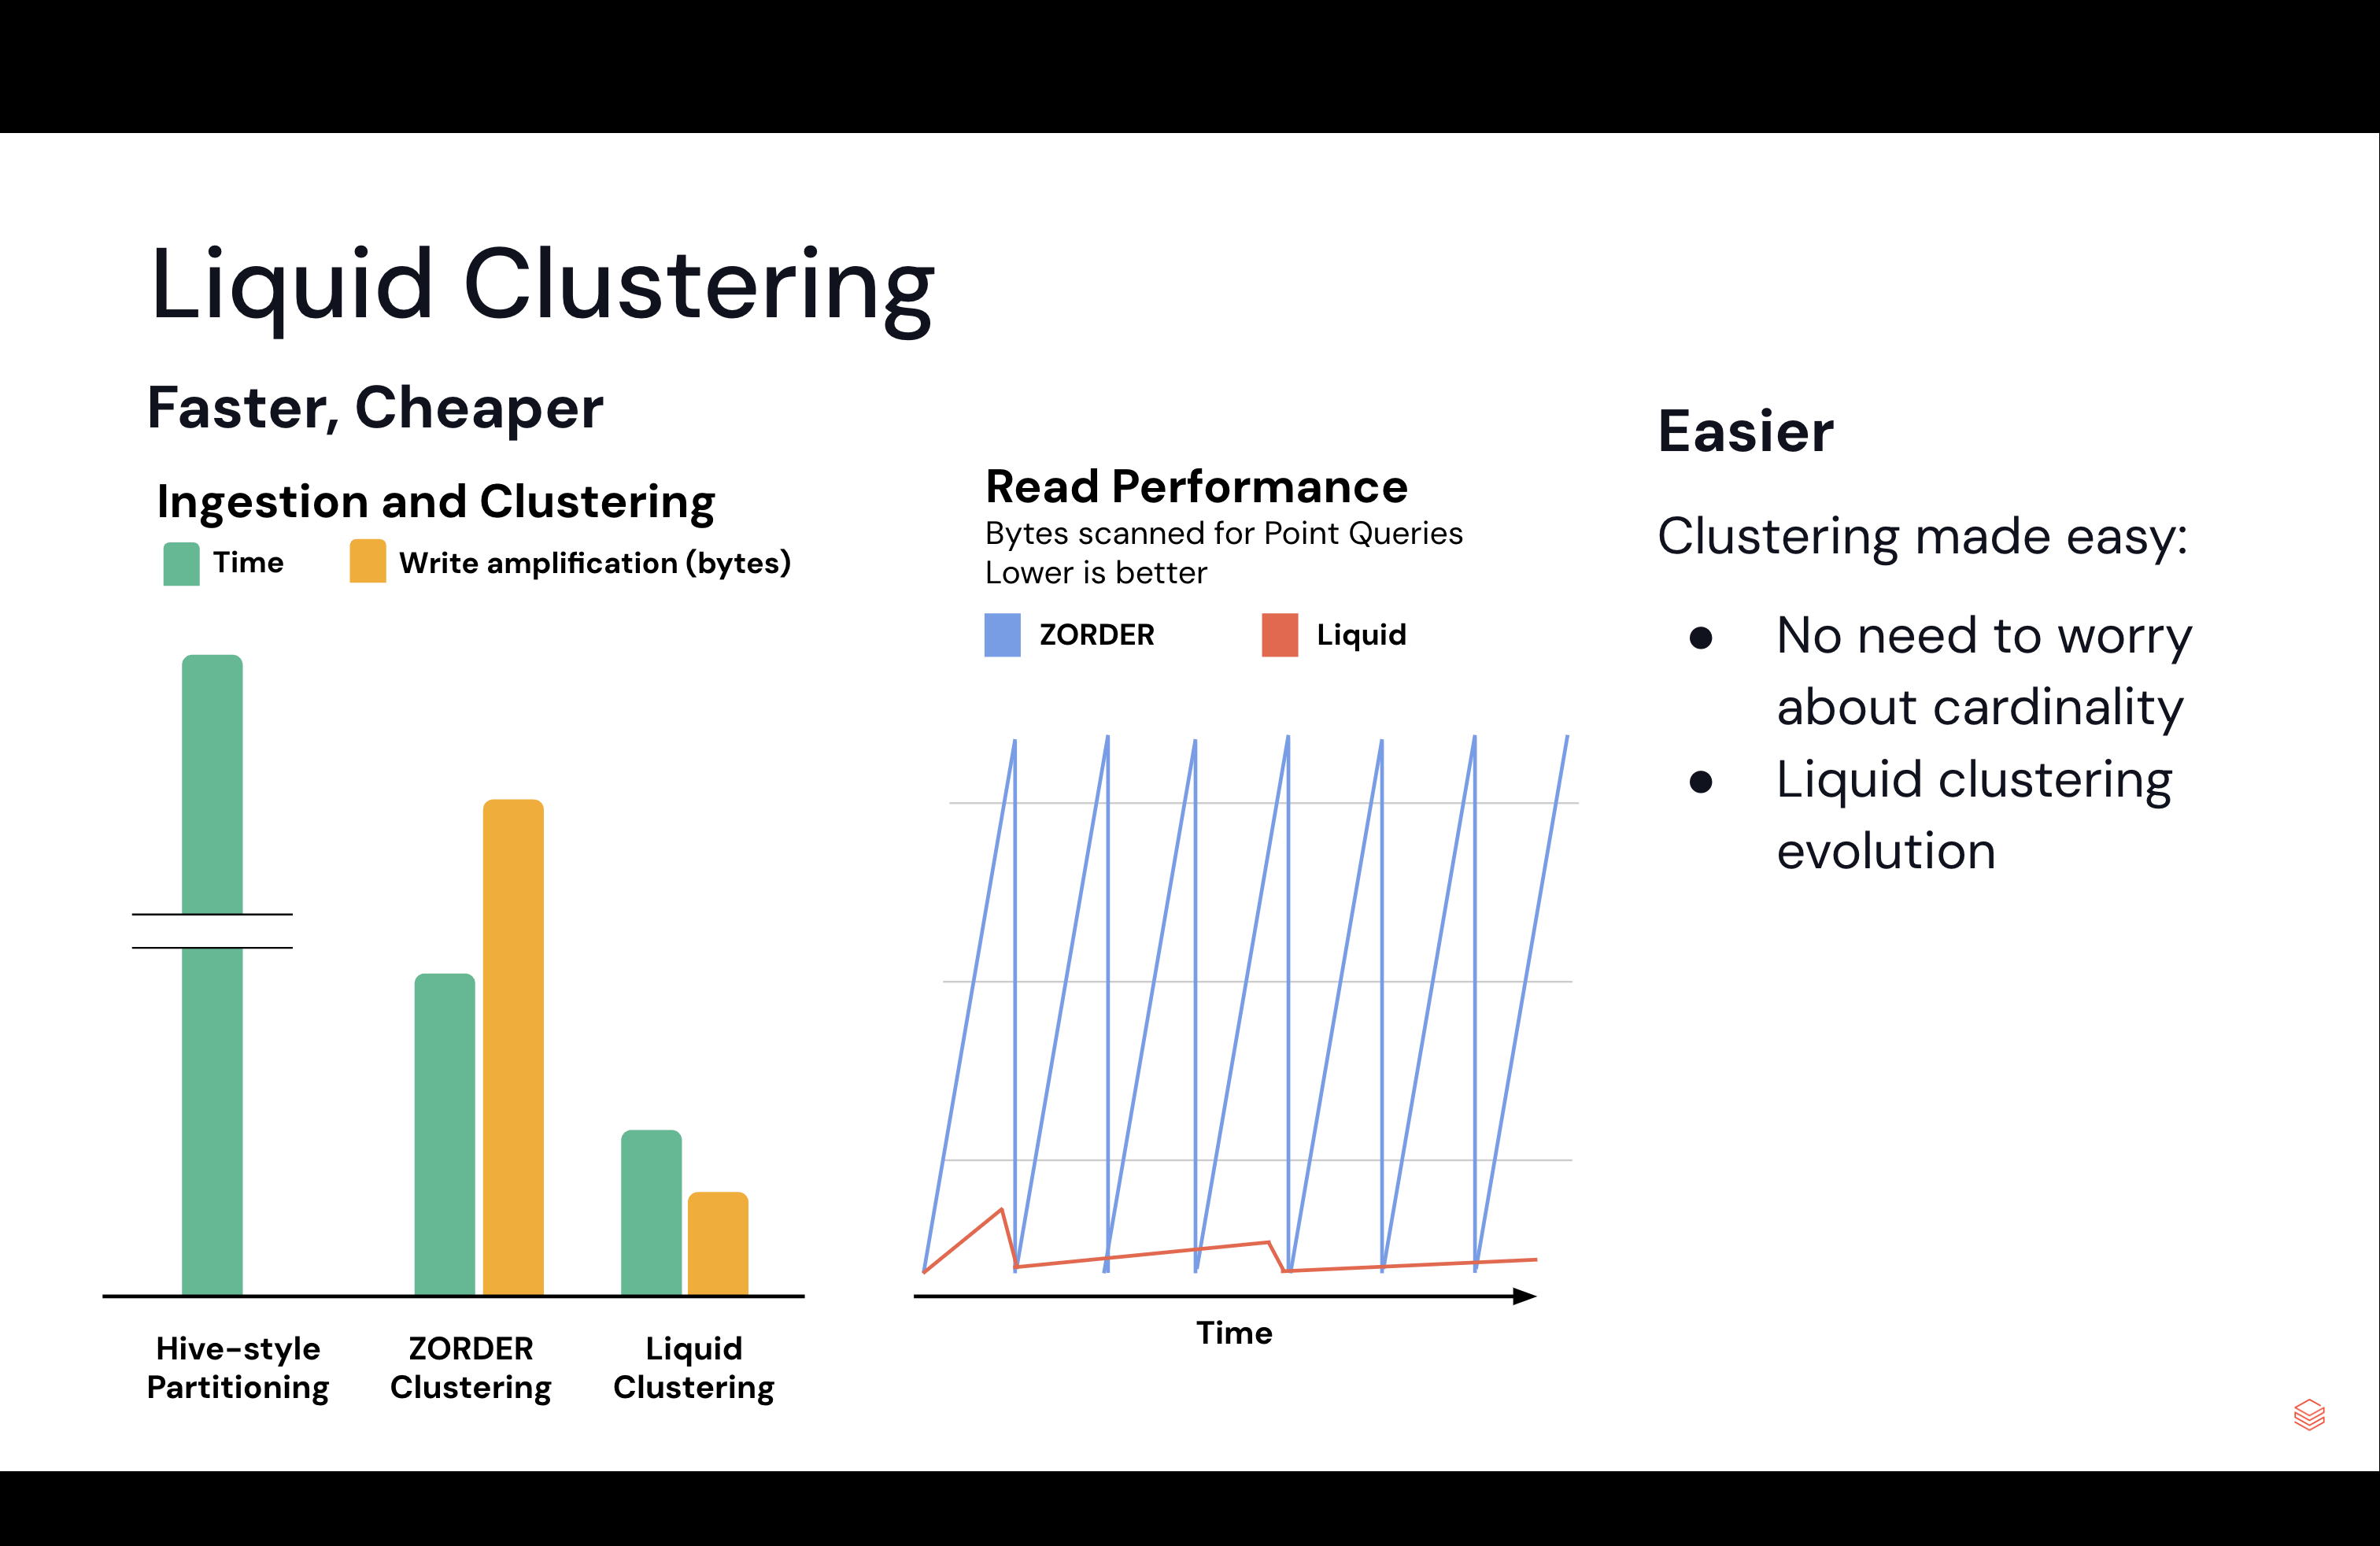 Liquid Clustering
Faster, Cheaper
Ingestion and Clustering
Time
Write amplification (bytes)
Hive-style
Partitioning
ZORDER
Clustering
Liquid
Clustering
Read Performance
Bytes scanned for Point Queries
Lower is better
ZORDER
Liquid
Time
Easier
Clustering made easy:
● No need to worry
about cardinality
● Liquid clustering
evolution